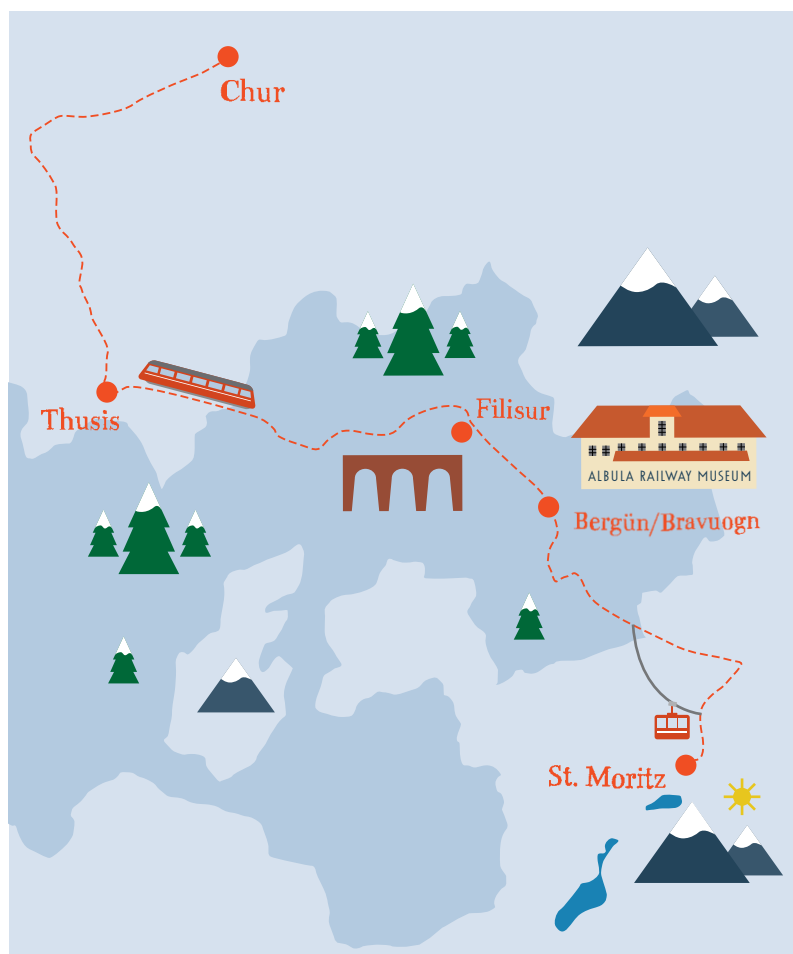 Chur
Thusis
Filisur
ALBULA RAILWAY MUSEUM
Bergün/Bravuogn
St. Moritz